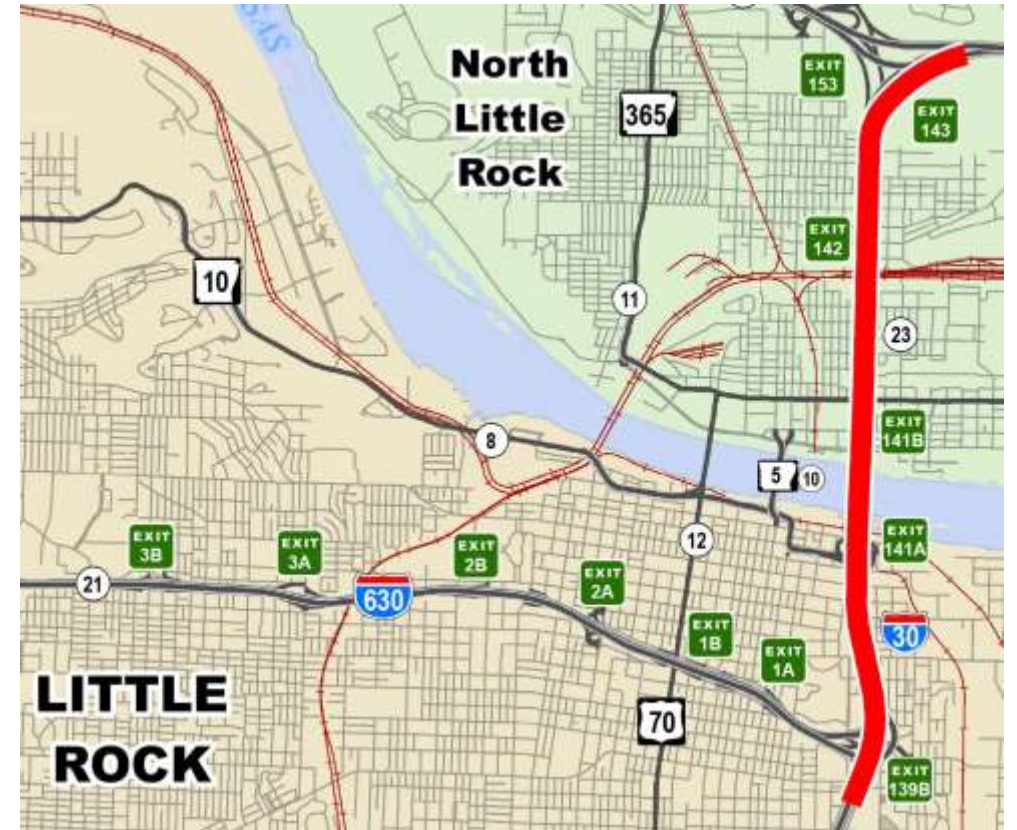 SAS
North
Little
Rock
365
EXIT
153
EXIT
143
EXIT
142
10
11
23
8
EXIT
141B
5
10
12
EXIT
141A
EXIT
3B
EXIT
3A
EXIT
2B
EXIT
2A
21
630
EXIT
1B
EXIT
1A
30
LITTLE
ROCK
70
EXIT
139B